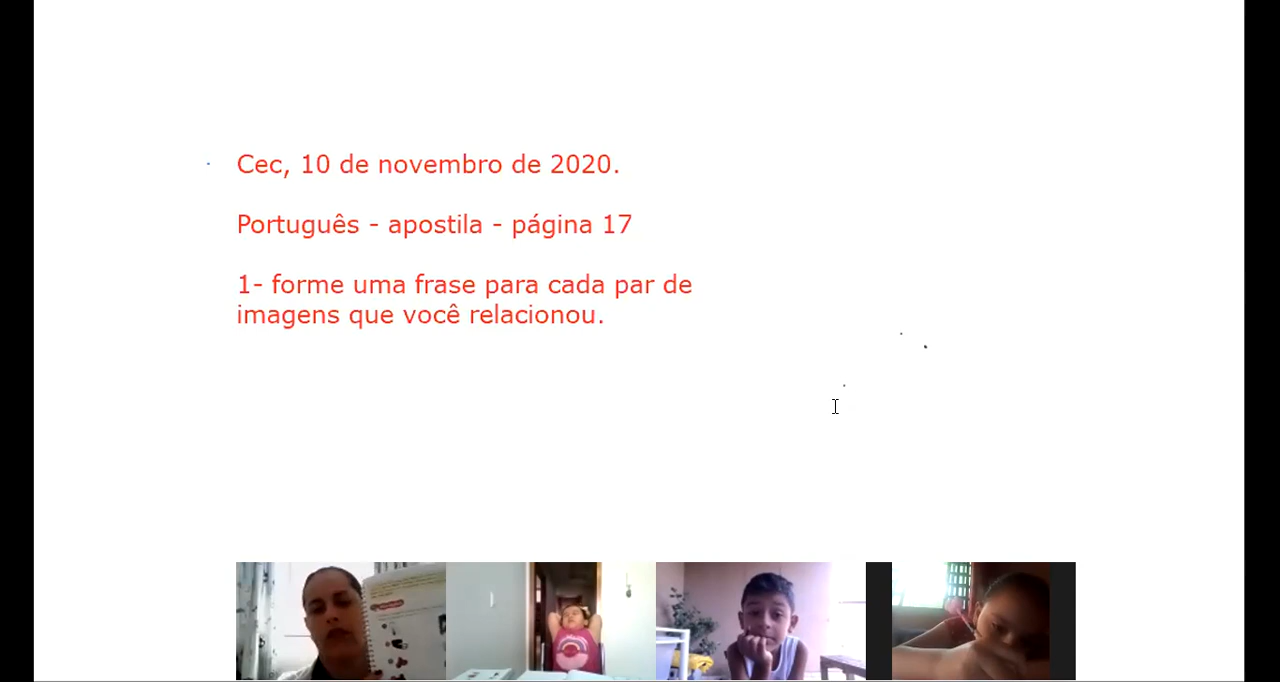 Cec, 10 de novembro de 2020.
Português - apostila - página 17
1- forme uma frase para cada par de
imagens que você relacionou.